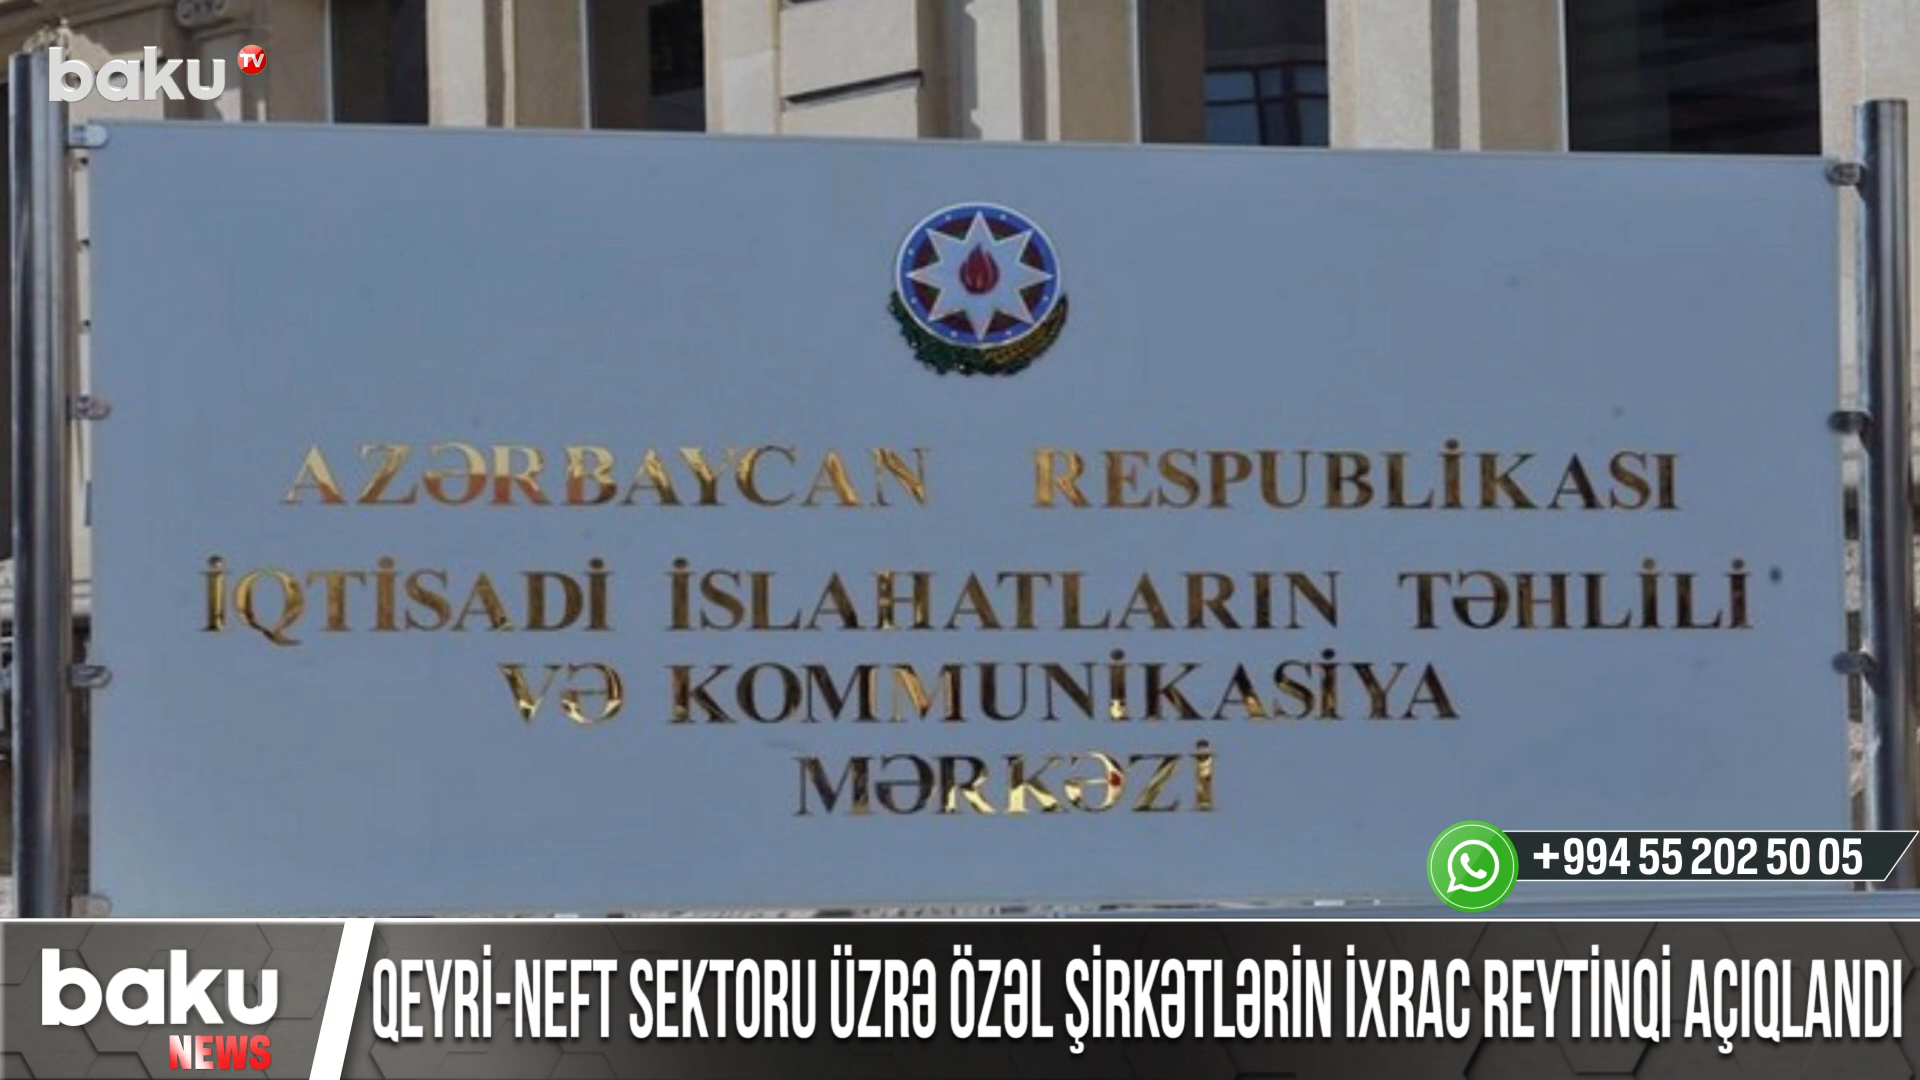 baku TV
AZƏRBAYCAN RESPUBLİKASI
İQTİSADİ İSLAHATLARIN TƏHLİLİ
VƏ KOMMUNİKASİYA
MƏRKƏZİ
+994 55 202 50 05
baku
NEWS
QEYRİ-NEFT SEKTORU ÜZRƏ ÖZƏL ŞİRKƏTLƏRİN İXRAC REYTİNQİ AÇIQLANDI